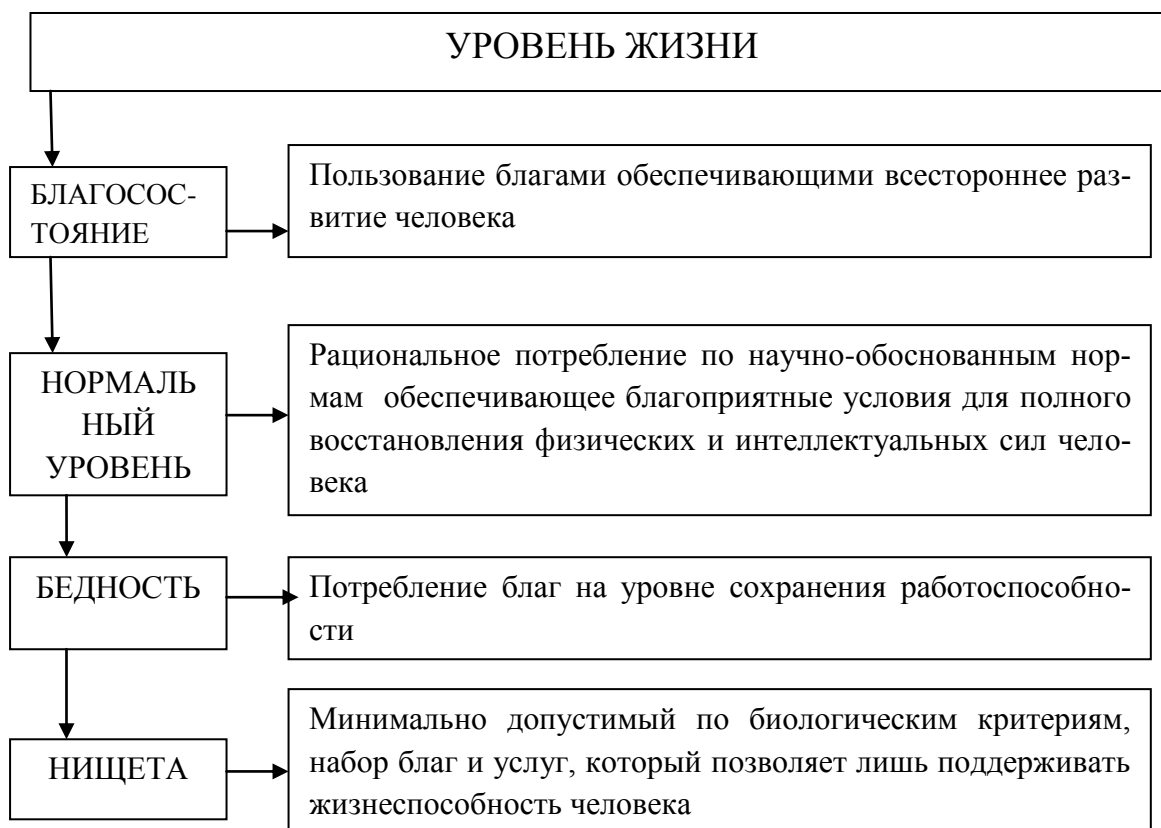 УРОВЕНЬ ЖИЗНИ
БЛАГОСОС-
ТОЯНИЕ
Пользование благами обеспечивающими всестороннее раз-
витие человека
НОРМАЛЬ
НЫЙ
УРОВЕНЬ
Рациональное потребление по научно-обоснованным нор-
мам обеспечивающее благоприятные условия для полного
восстановления физических и интеллектуальных сил чело-
века
БЕДНОСТЬ
Потребление благ на уровне сохранения работоспособно-
сти
НИЩЕТА
Минимально допустимый по биологическим критериям,
набор благ и услуг, который позволяет лишь поддерживать
жизнеспособность человека